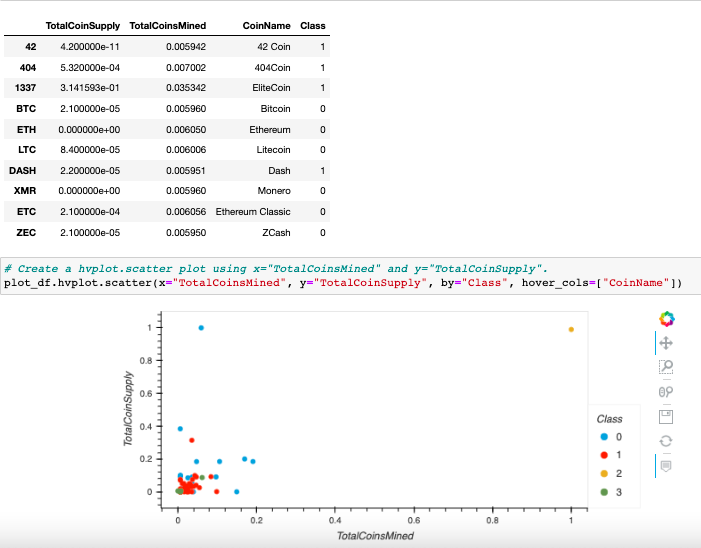 TotalCoinSupply TotalCoinsMined CoinName Class
42 4.200000e-11 0.005942 42 Coin 1
404 5.320000e-04 0.007002 404Coin 1
1337 3.141593e-01 0.035342 EliteCoin 1
BTC 2.100000e-05 0.005960 Bitcoin 0
ETH 0.000000e+00 0.006050 Ethereum 0
LTC 8.400000e-05 0.006006 Litecoin 0
DASH 2.200000e-05 0.005951 Dash 1
XMR 0.000000e+00 0.005960 Monero 0
ETC 2.100000e-04 0.006056 Ethereum Classic 0
ZEC 2.100000e-05 0.005950 ZCash 0
# Create a hvplot.scatter plot using x="TotalCoinsMined" and y="TotalCoinSupply".
plot_df.hvplot.scatter(x="TotalCoinsMined", y="TotalCoinSupply", by="Class", hover_cols=["CoinName"])
TotalCoinSupply
1
0.8
0.6
0.4
0.2
0
0 0.2 0.4 0.6 0.8 1
TotalCoinsMined
Class
0
1
2
3